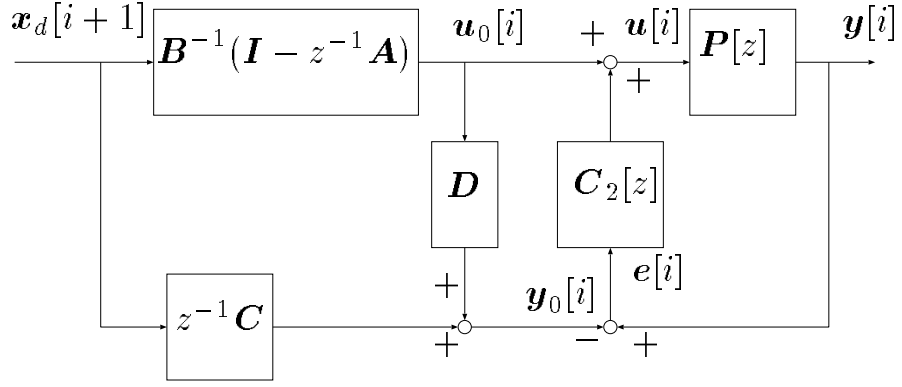 x_d[i + 1]
B^{-1}(I − z^{-1}A)
u_0[i]
+
u[i]
+
P[z]
y[i]
D
C_2[z]
+
y_0[i]
e[i]
z^{-1}C
+
−
+